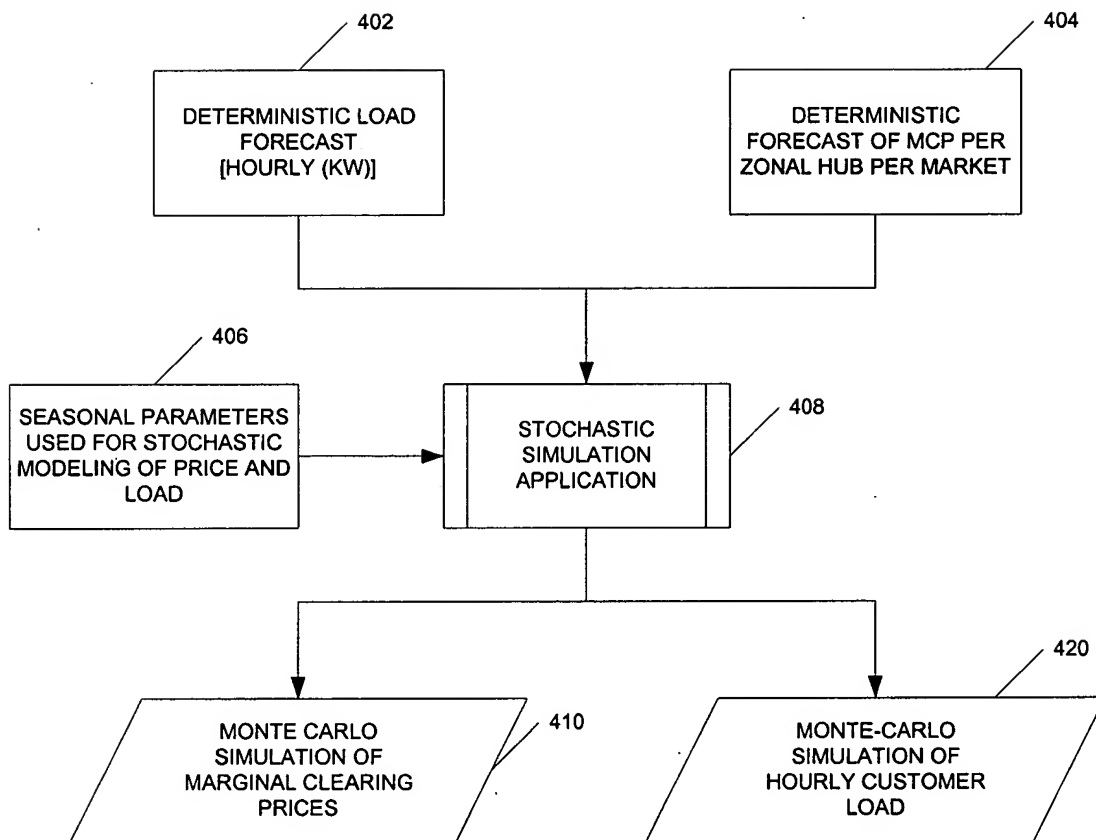 402
404
DETERMINISTIC LOAD
FORECAST
[HOURLY (KW)]
DETERMINISTIC
FORECAST OF MCP PER
ZONAL HUB PER MARKET
406
SEASONAL PARAMETERS
USED FOR STOCHASTIC
MODELING OF PRICE AND
LOAD
STOCHASTIC
SIMULATION
APPLICATION
408
MONTE CARLO
SIMULATION OF
MARGINAL CLEARING
PRICES
410
420
MONTE-CARLO
SIMULATION OF
HOURLY CUSTOMER
LOAD